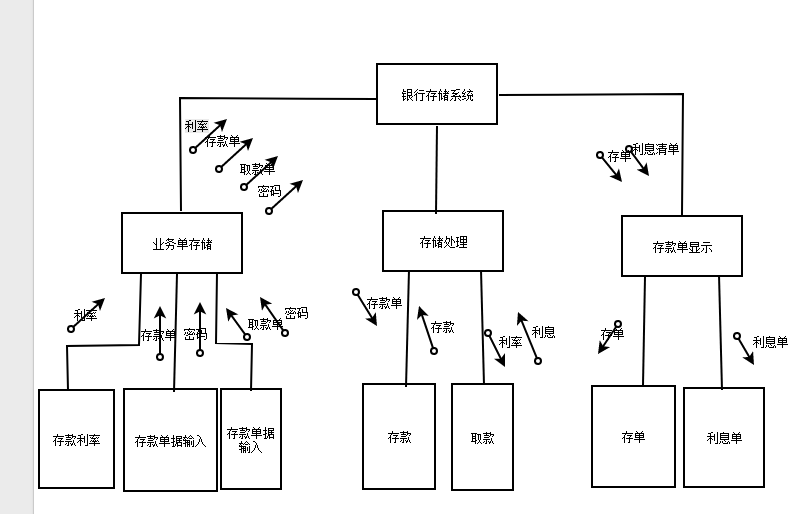 银行存储系统
利率
存款单
取款单
密码
存单
利息清单
业务单存储
存储处理
存款单显示
利率
存款单
密码
取款单
密码
存款单
存款
利率
利息
存单
利息单
存款利率
存款单据输入
存款单据
输入
存款
取款
存单
利息单